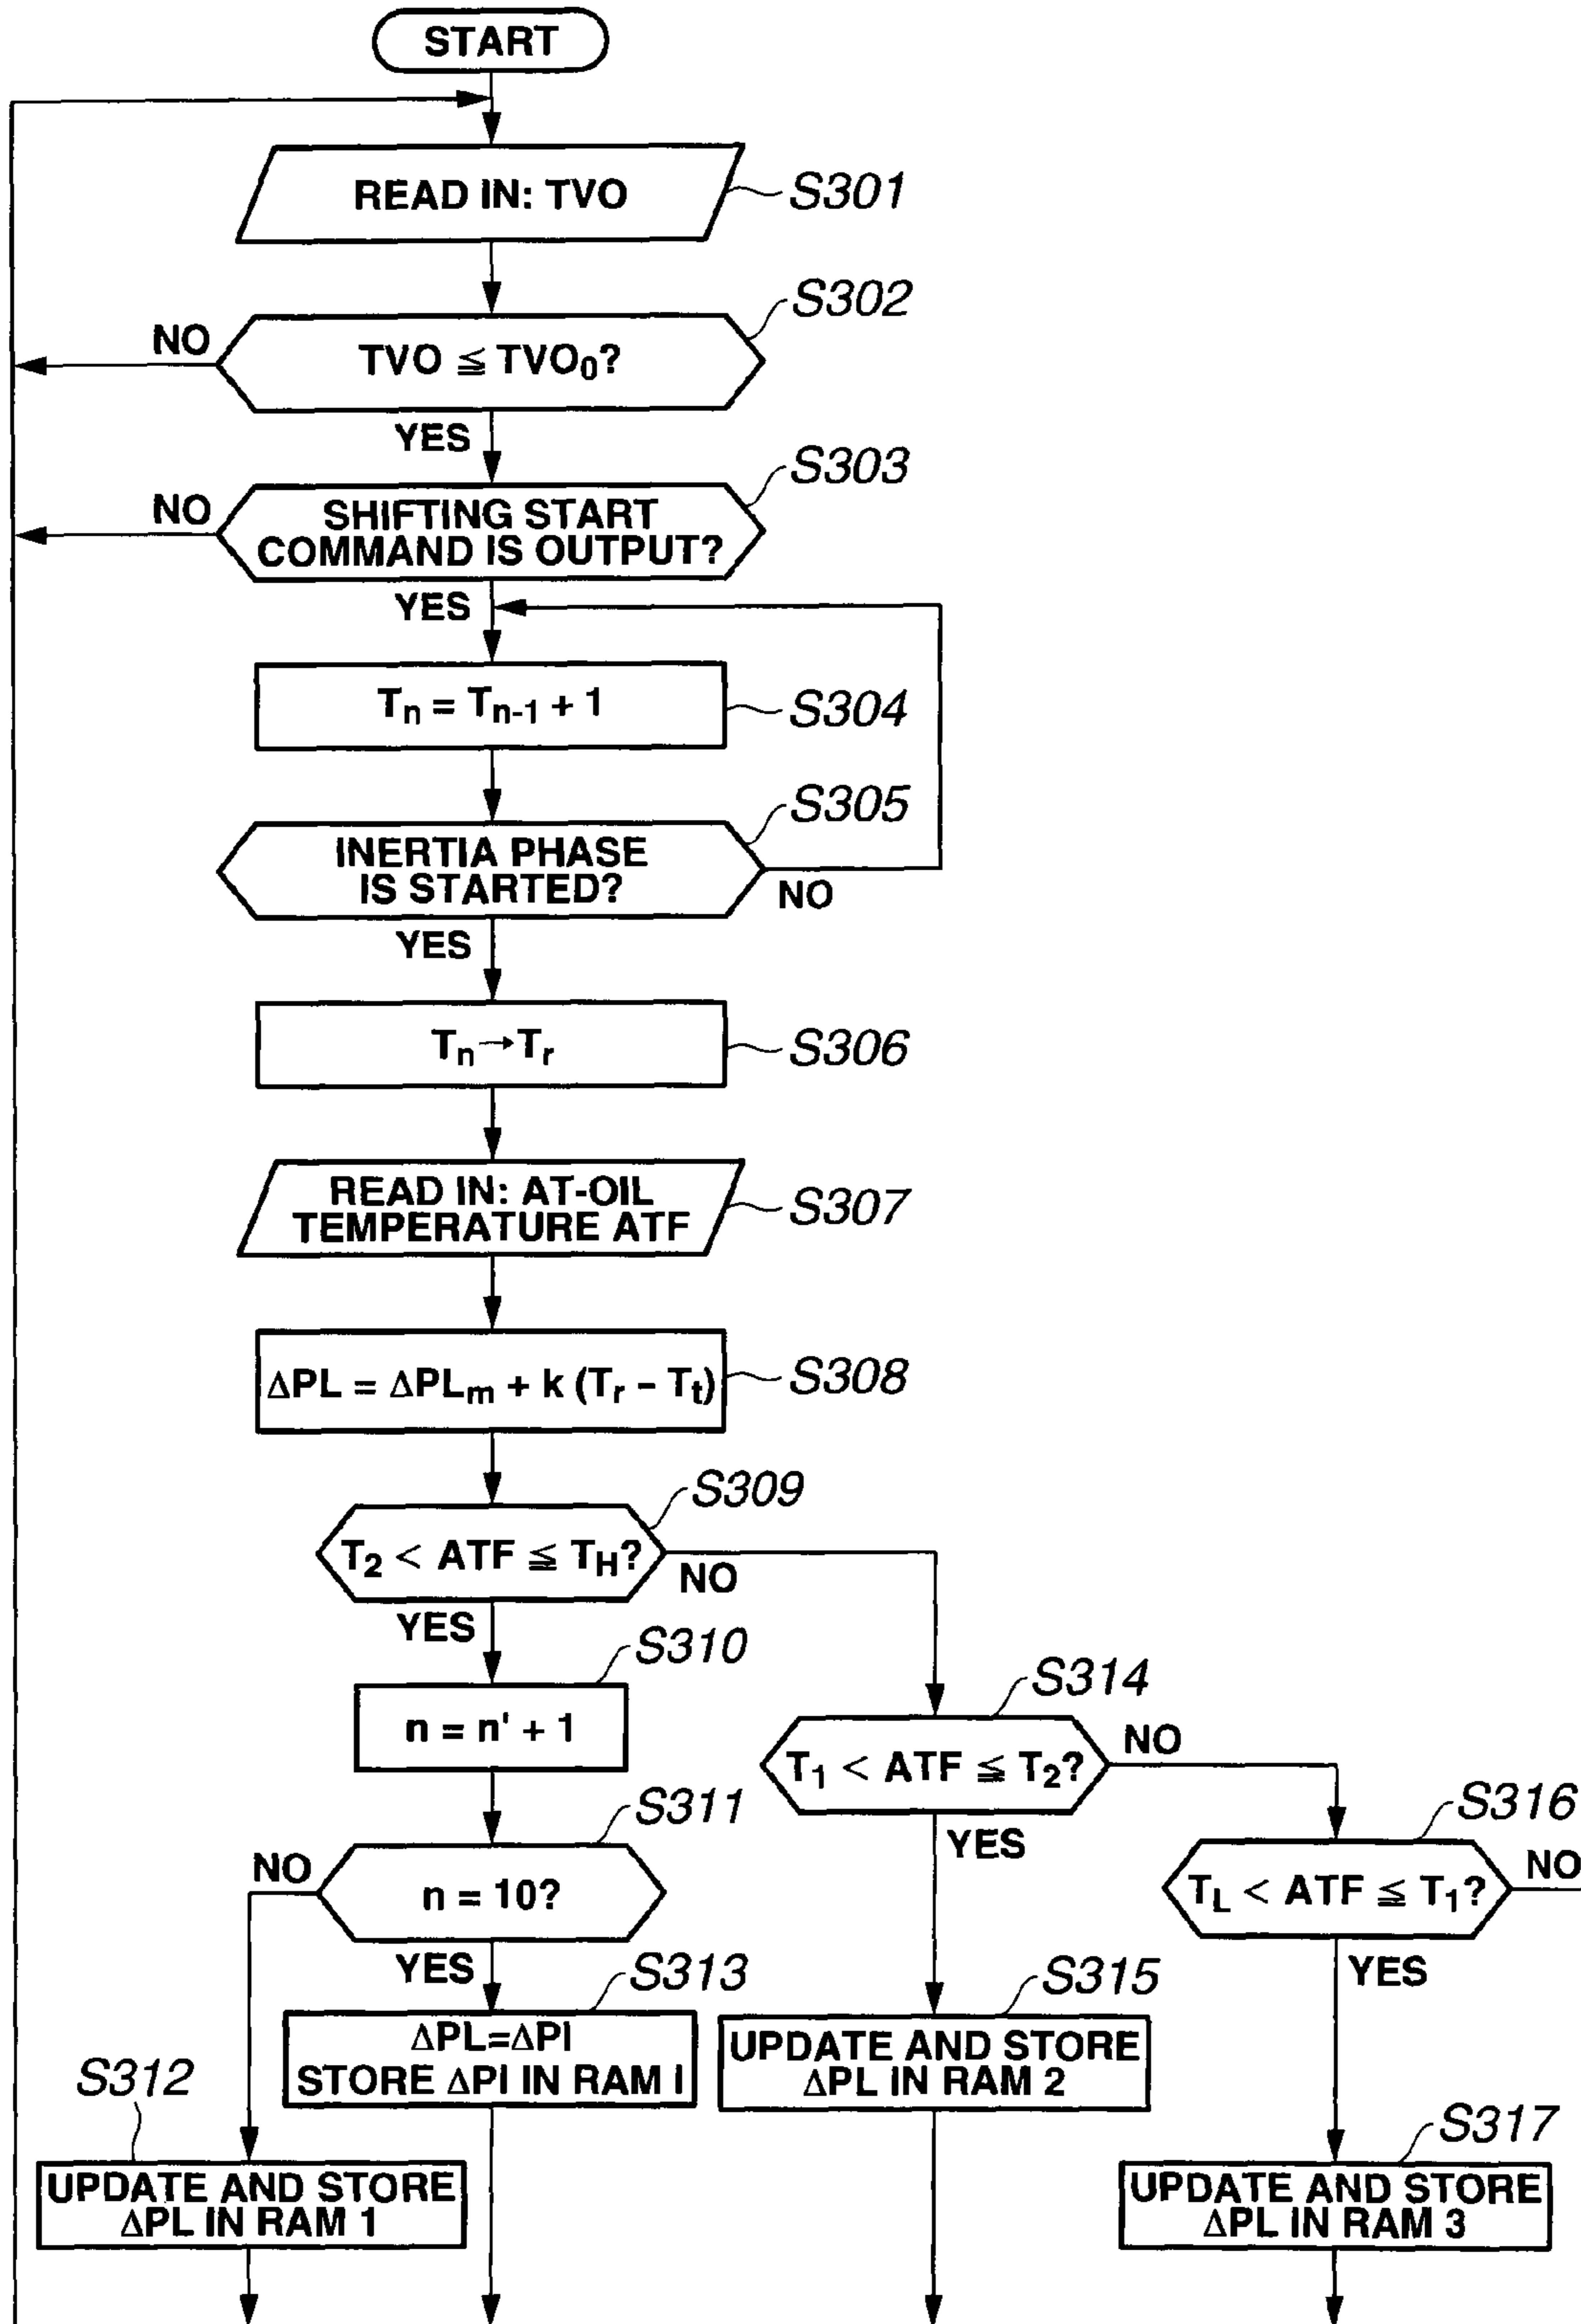 START
READ IN: TVO
S301
S302
NO
TVO ≦ TVO₀?
YES
S303
NO
SHIFTING START
COMMAND IS OUTPUT?
YES
Tₙ = Tₙ₋₁ + 1
S304
S305
INERTIA PHASE
IS STARTED?
NO
YES
Tₙ→Tᵣ
S306
READ IN: AT-OIL
TEMPERATURE ATF
S307
ΔPL = ΔPLₘ + k (Tᵣ – Tₜ)
S308
S309
T₂ < ATF ≦ T_H?
NO
YES
S310
n = n' + 1
S314
T₁ < ATF ≦ T₂?
NO
YES
S311
NO
n = 10?
YES
S316
T_L < ATF ≦ T₁?
NO
YES
S313
ΔPL=ΔPI
STORE ΔPI IN RAM I
S315
UPDATE AND STORE
ΔPL IN RAM 2
S312
UPDATE AND STORE
ΔPL IN RAM 1
S317
UPDATE AND STORE
ΔPL IN RAM 3